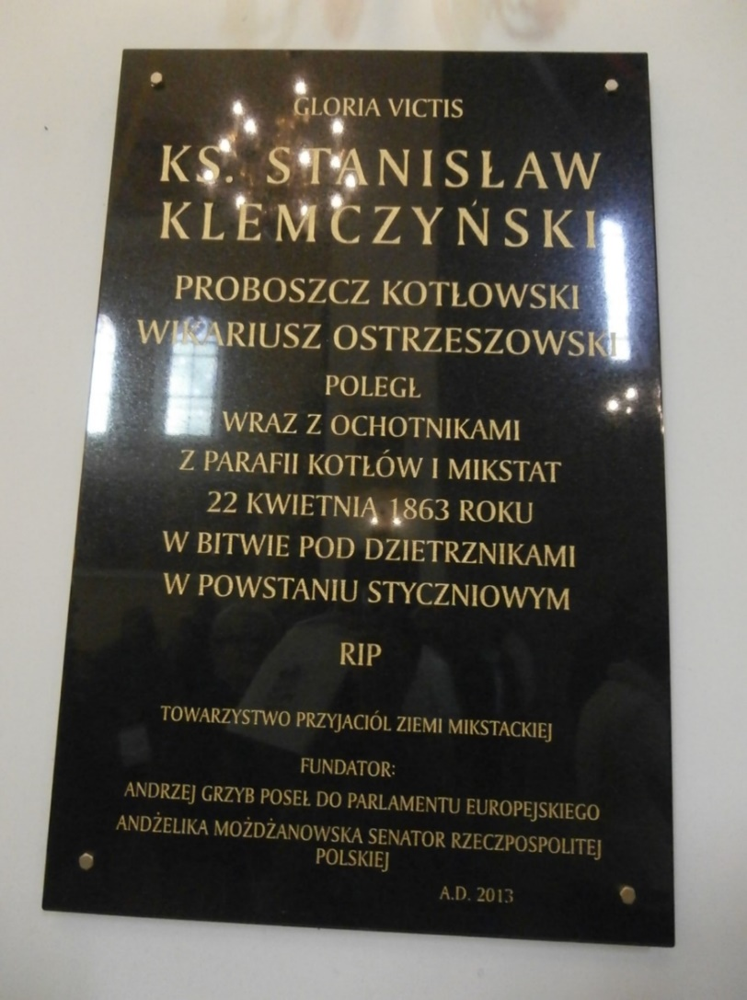 GLORIA VICTIS
KS. STANISŁAW
KLEMCZYŃSKI
PROBOSZCZ KOTŁOWSKI
WIKARIUSZ OSTRZESZOWSKI
POLEGŁ
WRAZ Z OCHOTNIKAMI
Z PARAFII KOTŁÓW I MIKSTAT
22 KWIETNIA 1863 ROKU
W BITWIE POD DZIETRZNIKAMI
W POWSTANIU STYCZNIOWYM
RIP
TOWARZYSTWO PRZYJACIÓL ZIEMI MIKSTACKIEJ
FUNDATOR:
ANDRZEJ GRZYB POSEŁ DO PARLAMENTU EUROPEJSKIEGO
ANDŻELIKA MOŻDŻANOWSKA SENATOR RZECZPOSPOLITEJ
POLSKIEJ
A.D. 2013